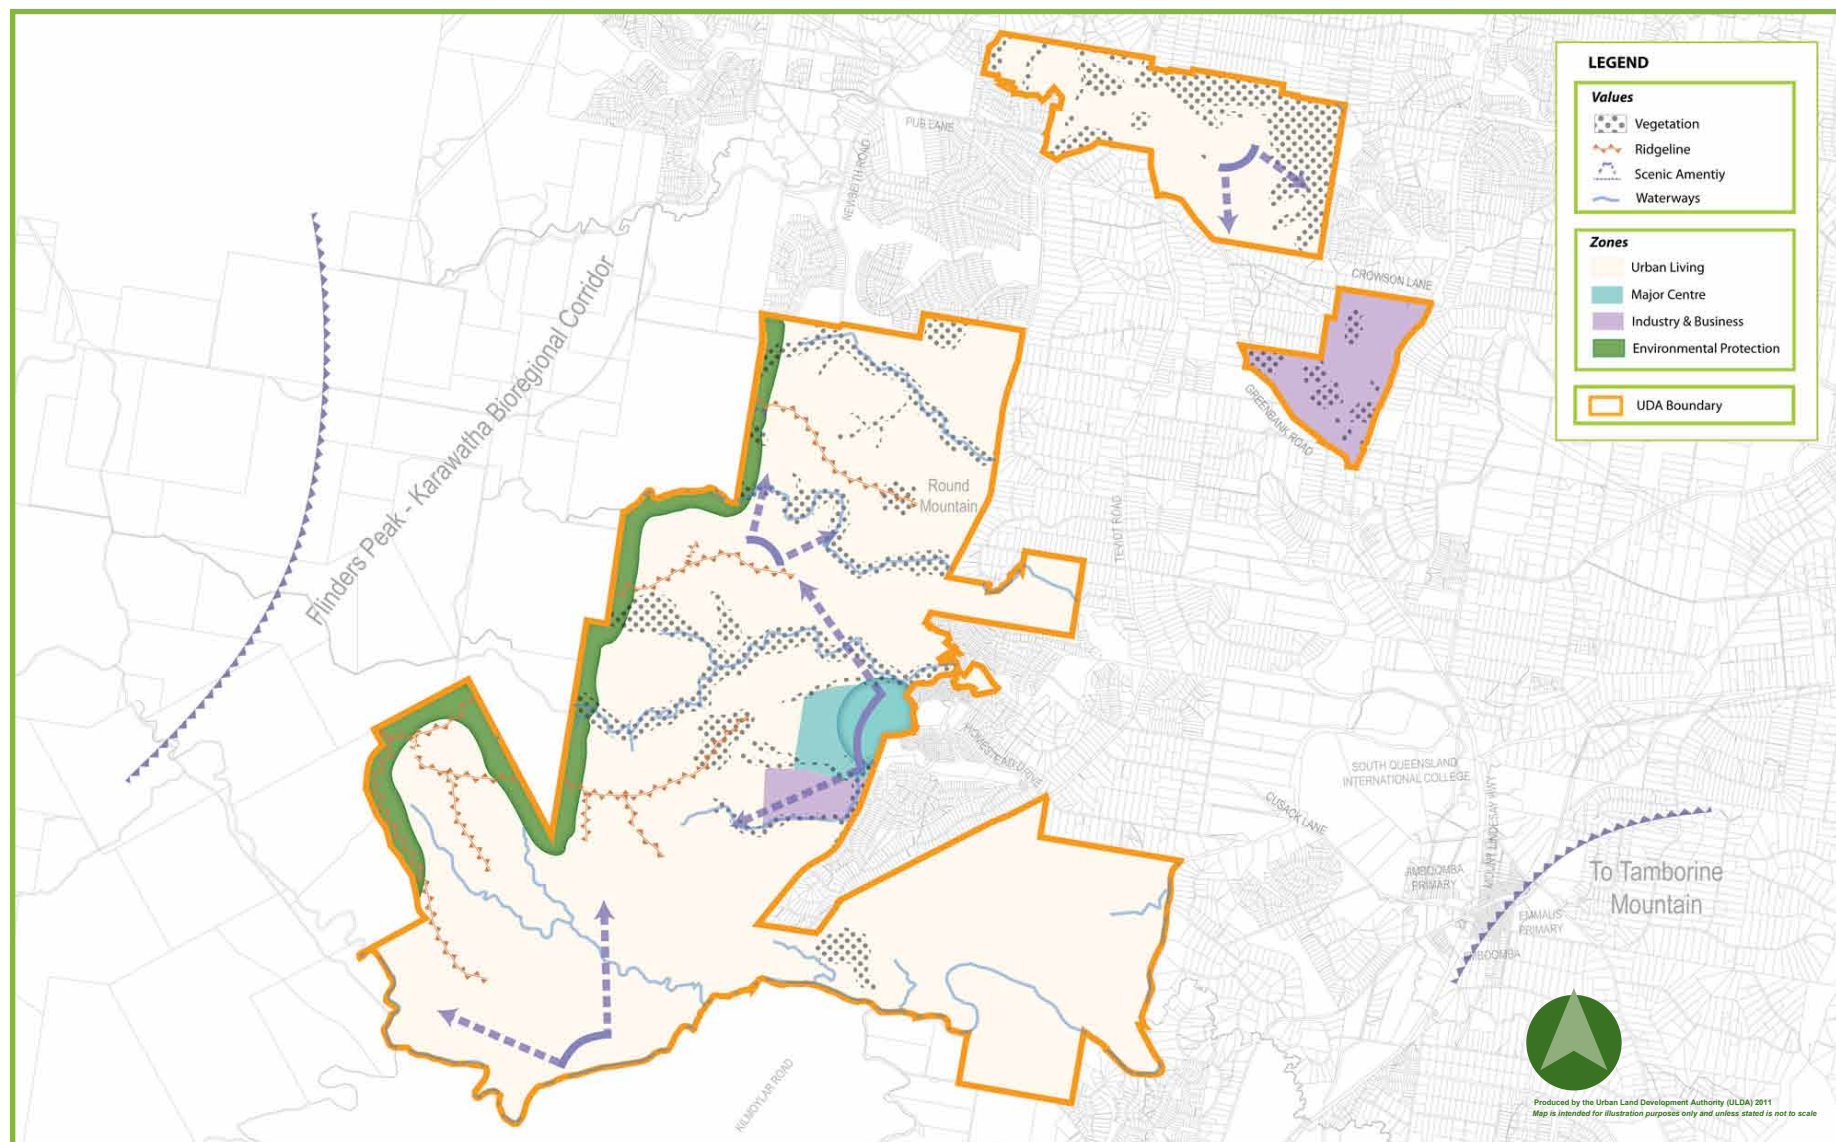 LEGEND
Values
Vegetation
Ridgeline
Scenic Amentiy
Waterways
Zones
Urban Living
Major Centre
Industry & Business
Environmental Protection
UDA Boundary
PUB LANE
NEWBEITH ROAD
CROWSON LANE
GREENBANK ROAD
Flinders Peak - Karawatha Bioregional Corridor
Round
Mountain
TEVIOT ROAD
HOMESTEAD DRIVE
SOUTH QUEENSLAND
INTERNATIONAL COLLEGE
CUSACK LANE
MOUNT LINDESAY HWY
PRIMARY
EMMAUS
PRIMARY
To Tamborine
Mountain
KILMOYLAR ROAD
Produced by the Urban Land Development Authority (ULDA) 2011
Map is intended for illustration purposes only and unless stated is not to scale